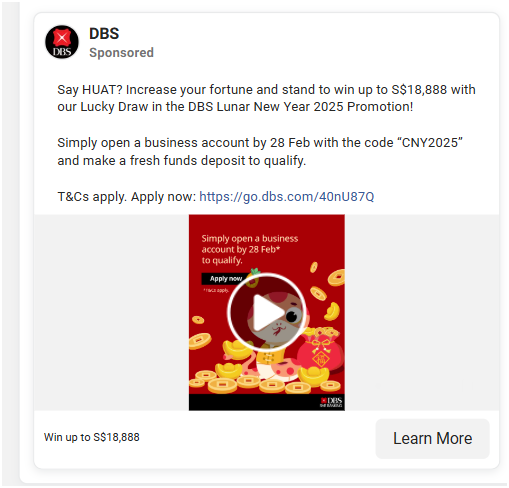 DBS
DBS
Sponsored
Say HUAT? Increase your fortune and stand to win up to S$18,888 with
our Lucky Draw in the DBS Lunar New Year 2025 Promotion!
Simply open a business account by 28 Feb with the code “CNY2025”
and make a fresh funds deposit to qualify.
T&Cs apply. Apply now: https://go.dbs.com/40nU87Q
Simply open a business
account by 28 Feb*
to qualify.
Apply now
*T&Cs apply.
DBS
Win up to S$18,888
Learn More